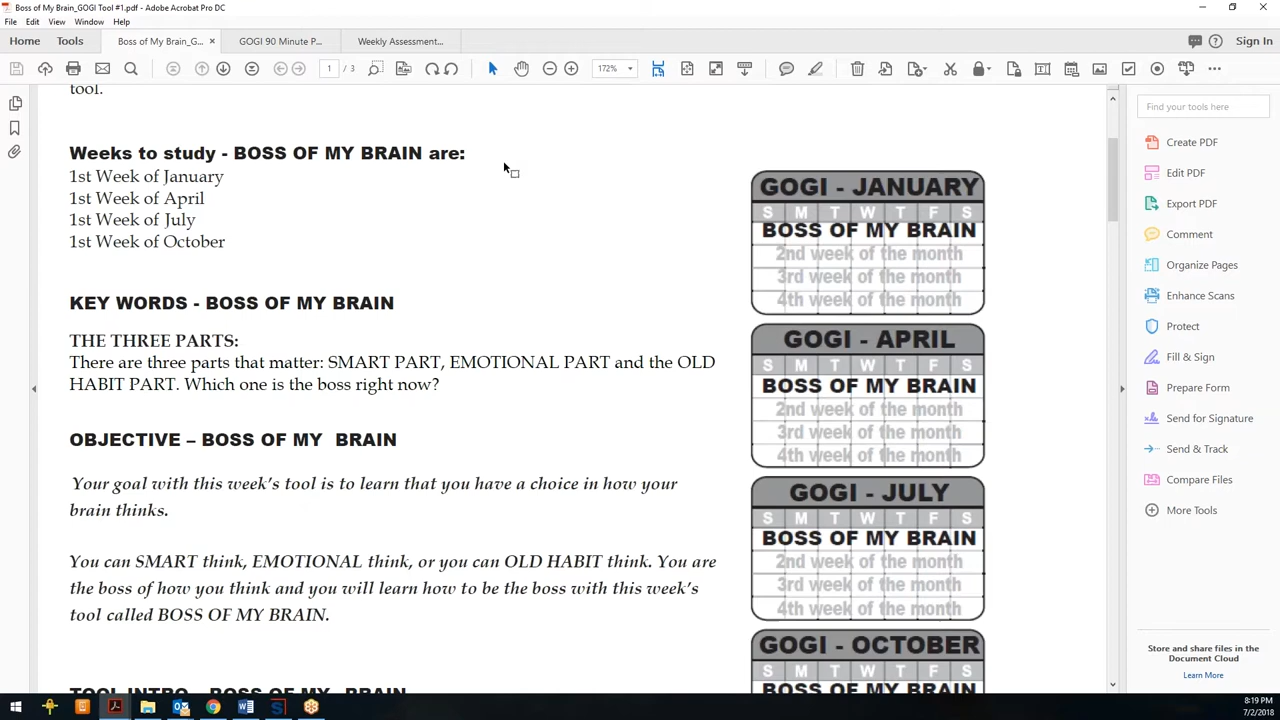 Boss of My Brain_GOGI Tool #1.pdf - Adobe Acrobat Pro DC
File Edit View Window Help
Home Tools Boss of My Brain_G... × GOGI 90 Minute P... Weekly Assessment... Sign In
1 / 3 172%
tool.
Weeks to study - BOSS OF MY BRAIN are:
1st Week of January
1st Week of April
1st Week of July
1st Week of October
KEY WORDS - BOSS OF MY BRAIN
THE THREE PARTS:
There are three parts that matter: SMART PART, EMOTIONAL PART and the OLD
HABIT PART. Which one is the boss right now?
OBJECTIVE – BOSS OF MY BRAIN
Your goal with this week's tool is to learn that you have a choice in how your
brain thinks.
You can SMART think, EMOTIONAL think, or you can OLD HABIT think. You are
the boss of how you think and you will learn how to be the boss with this week's
tool called BOSS OF MY BRAIN.
TOOL INTRO - BOSS OF MY BRAIN
GOGI - JANUARY
S M T W T F S
BOSS OF MY BRAIN
2nd week of the month
3rd week of the month
4th week of the month
GOGI - APRIL
S M T W T F S
BOSS OF MY BRAIN
2nd week of the month
3rd week of the month
4th week of the month
GOGI - JULY
S M T W T F S
BOSS OF MY BRAIN
2nd week of the month
3rd week of the month
4th week of the month
GOGI - OCTOBER
S M T W T F S
BOSS OF MY BRAIN
Find your tools here
Create PDF
Edit PDF
Export PDF
Comment
Organize Pages
Enhance Scans
Protect
Fill & Sign
Prepare Form
Send for Signature
Send & Track
Compare Files
More Tools
Store and share files in the
Document Cloud
Learn More
8:19 PM
7/2/2018